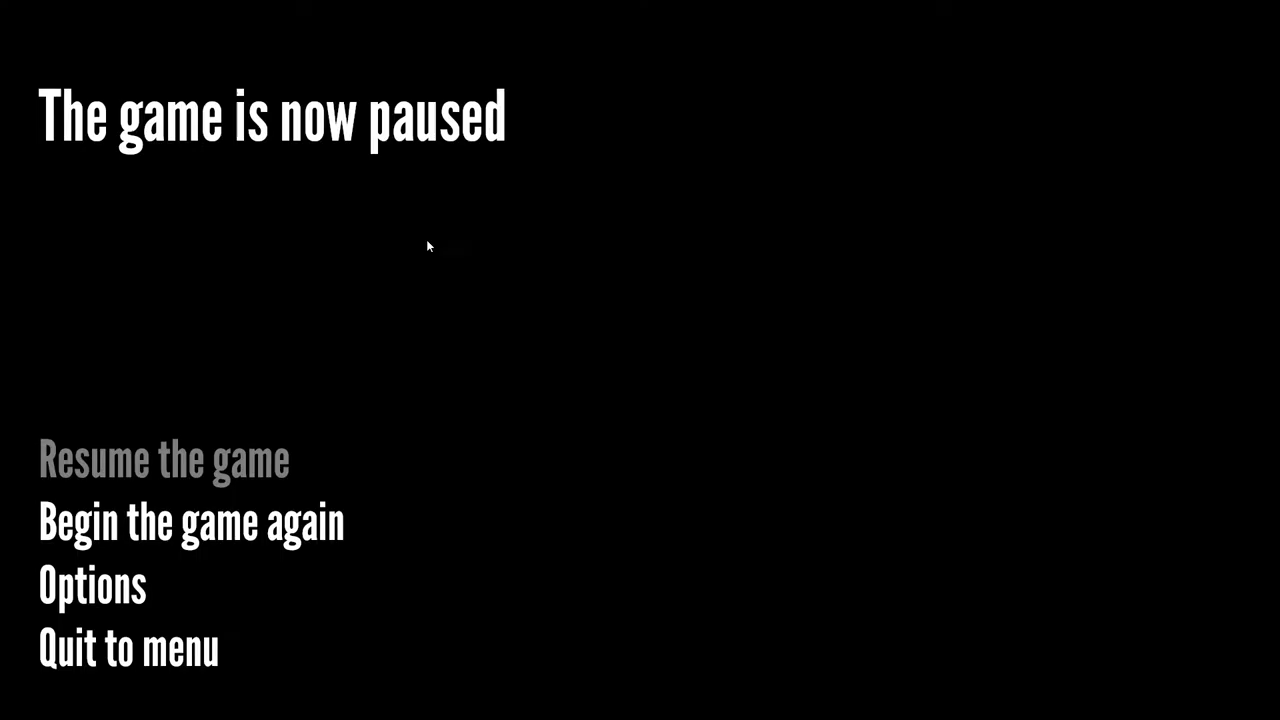 The game is now paused
Resume the game
Begin the game again
Options
Quit to menu